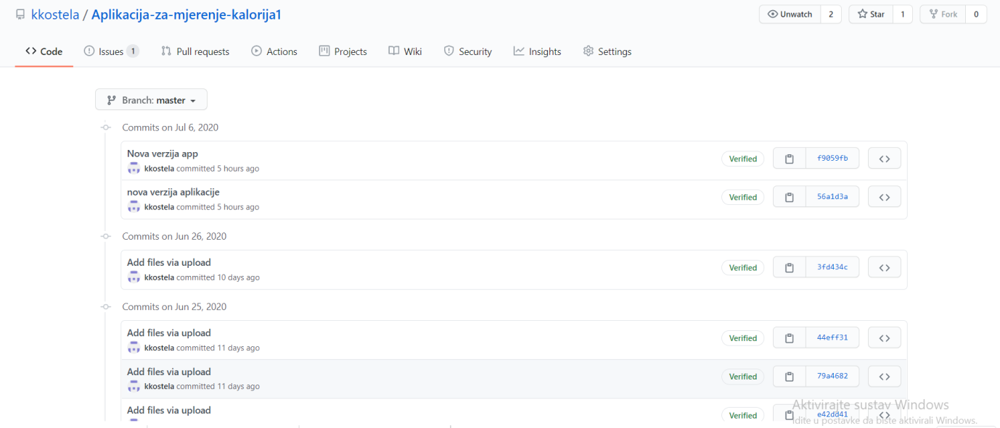 kkostela / Aplikacija-za-mjerenje-kalorija1
Unwatch 2 Star 1 Fork 0
Code Issues 1 Pull requests Actions Projects Wiki Security Insights Settings
Branch: master
Commits on Jul 6, 2020
Nova verzija app
kkostela committed 5 hours ago
Verified f9059fb
nova verzija aplikacije
kkostela committed 5 hours ago
Verified 56a1d3a
Commits on Jun 26, 2020
Add files via upload
kkostela committed 10 days ago
Verified 3fd434c
Commits on Jun 25, 2020
Add files via upload
kkostela committed 11 days ago
Verified 44eff31
Add files via upload
kkostela committed 11 days ago
Verified 79a4682
Add files via upload
Verified e42dd41
Aktivirajte sustav Windows
Idite u postavke da biste aktivirali Windows.